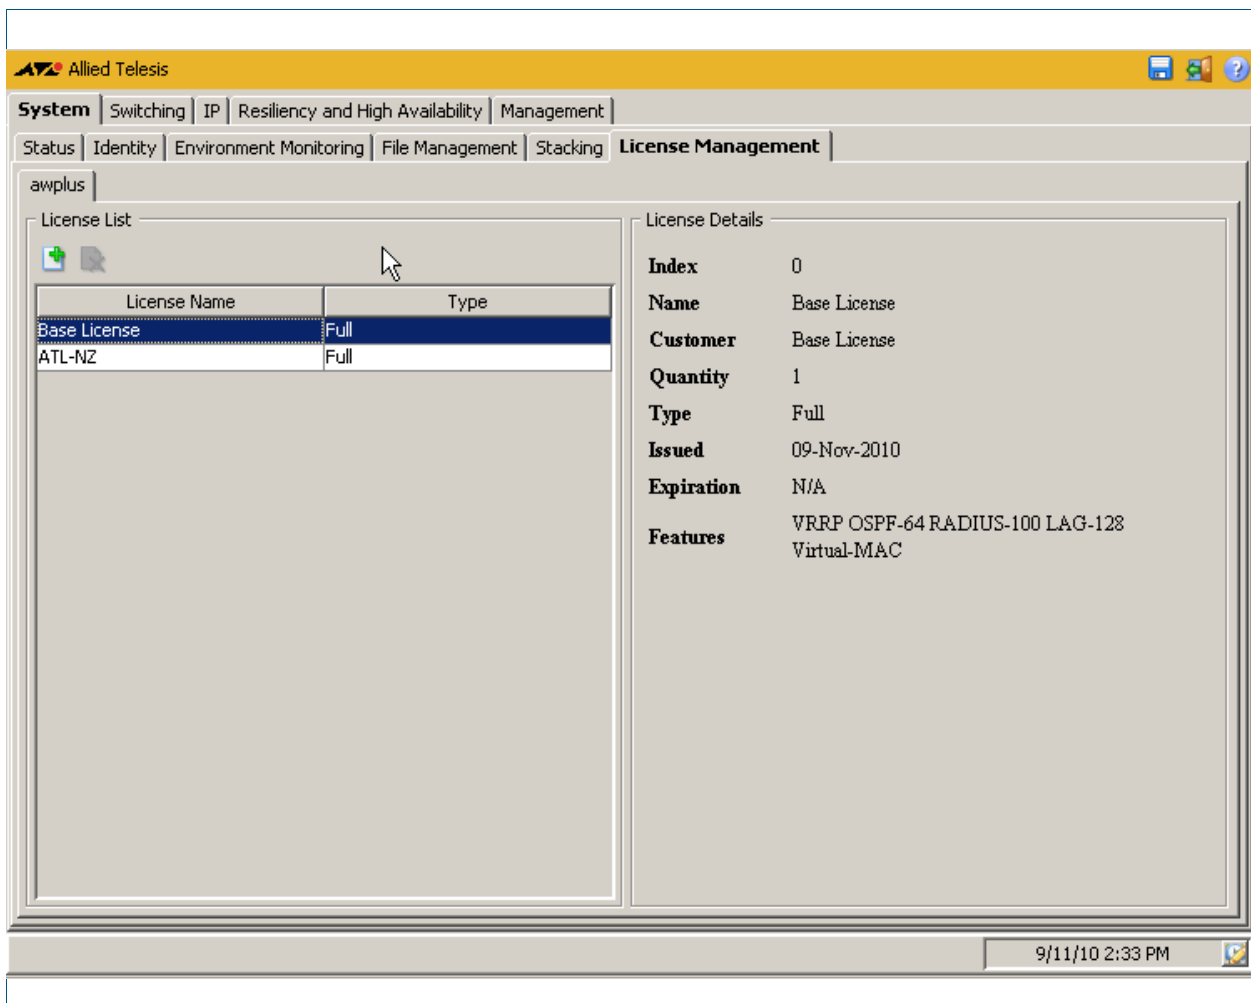 Allied Telesis
System Switching IP Resiliency and High Availability Management
Status Identity Environment Monitoring File Management Stacking License Management
awplus
License List
License Name Type
Base License Full
ATL-NZ Full
License Details
Index 0
Name Base License
Customer Base License
Quantity 1
Type Full
Issued 09-Nov-2010
Expiration N/A
Features VRRP OSPF-64 RADIUS-100 LAG-128
Virtual-MAC
9/11/10 2:33 PM